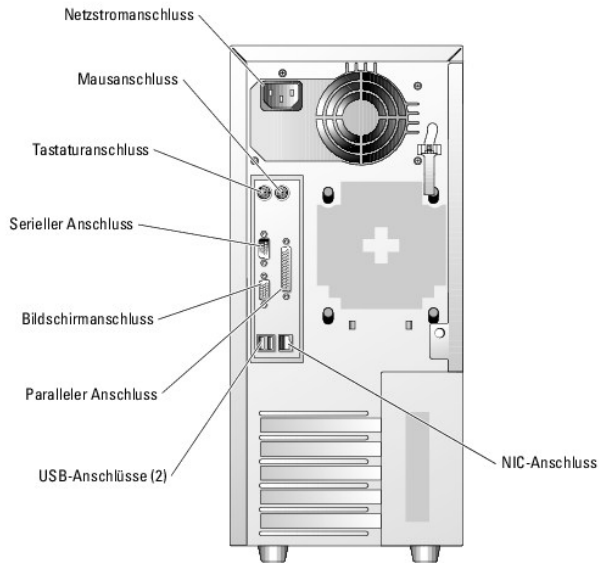 Netzstromanschluss
Mausanschluss
Tastaturanschluss
Serieller Anschluss
Bildschirmanschluss
Paralleler Anschluss
USB-Anschlüsse (2)
NIC-Anschluss